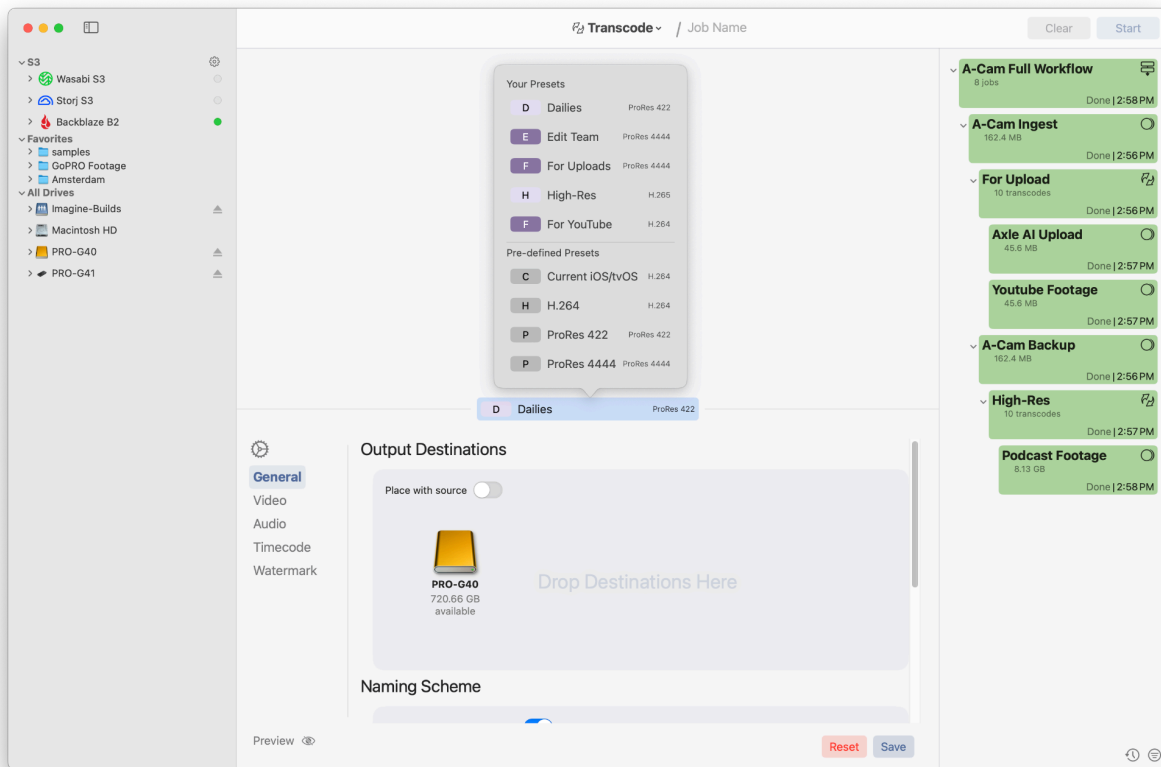 Transcode
/ Job Name
Clear
Start
S3
Wasabi S3
Storj S3
Backblaze B2
Favorites
samples
GoPRO Footage
Amsterdam
All Drives
Imagine-Builds
Macintosh HD
PRO-G40
PRO-G41
Your Presets
D Dailies ProRes 422
E Edit Team ProRes 4444
F For Uploads ProRes 4444
H High-Res H.265
F For YouTube H.264
Pre-defined Presets
C Current iOS/tvOS H.264
H H.264 H.264
P ProRes 422 ProRes 422
P ProRes 4444 ProRes 4444
D Dailies ProRes 422
General
Video
Audio
Timecode
Watermark
Output Destinations
Place with source
PRO-G40
720.66 GB
available
Drop Destinations Here
Naming Scheme
Preview
Reset
Save
A-Cam Full Workflow
8 jobs
Done | 2:58 PM
A-Cam Ingest
162.4 MB
Done | 2:56 PM
For Upload
10 transcodes
Done | 2:56 PM
Axle AI Upload
45.6 MB
Done | 2:57 PM
Youtube Footage
45.6 MB
Done | 2:57 PM
A-Cam Backup
162.4 MB
Done | 2:56 PM
High-Res
10 transcodes
Done | 2:57 PM
Podcast Footage
8.13 GB
Done | 2:58 PM